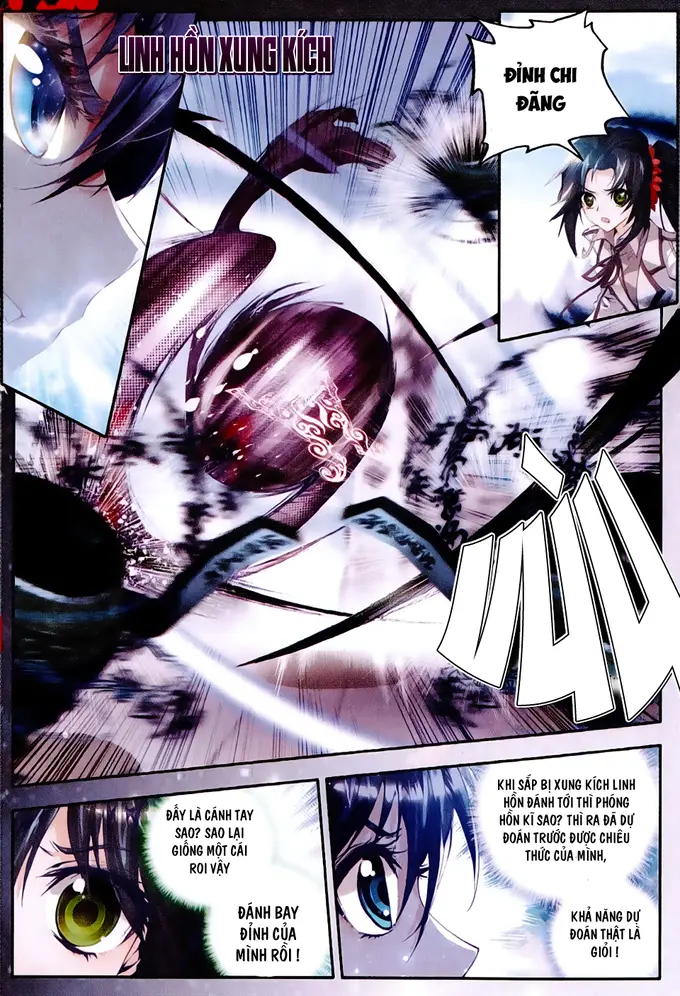 LINH HỒN XUNG KÍCH
ĐỈNH CHI
ĐÃNG
VÙÙ
ĐẤY LÀ CÁNH TAY
SAO? SAO LẠI
GIỐNG MỘT CÁI
ROI VẬY
ĐÁNH BAY
ĐỈNH CỦA
MÌNH RỒI !
KHI SẮP BỊ XUNG KÍCH LINH
HỒN ĐÁNH TỚI THÌ PHÓNG
HỒN KĨ SAO? THÌ RA ĐÃ DỰ
ĐOÁN TRƯỚC ĐƯỢC CHIÊU
THỨC CỦA MÌNH,
KHẢ NĂNG DỰ
ĐOÁN THẬT LÀ
GIỎI !